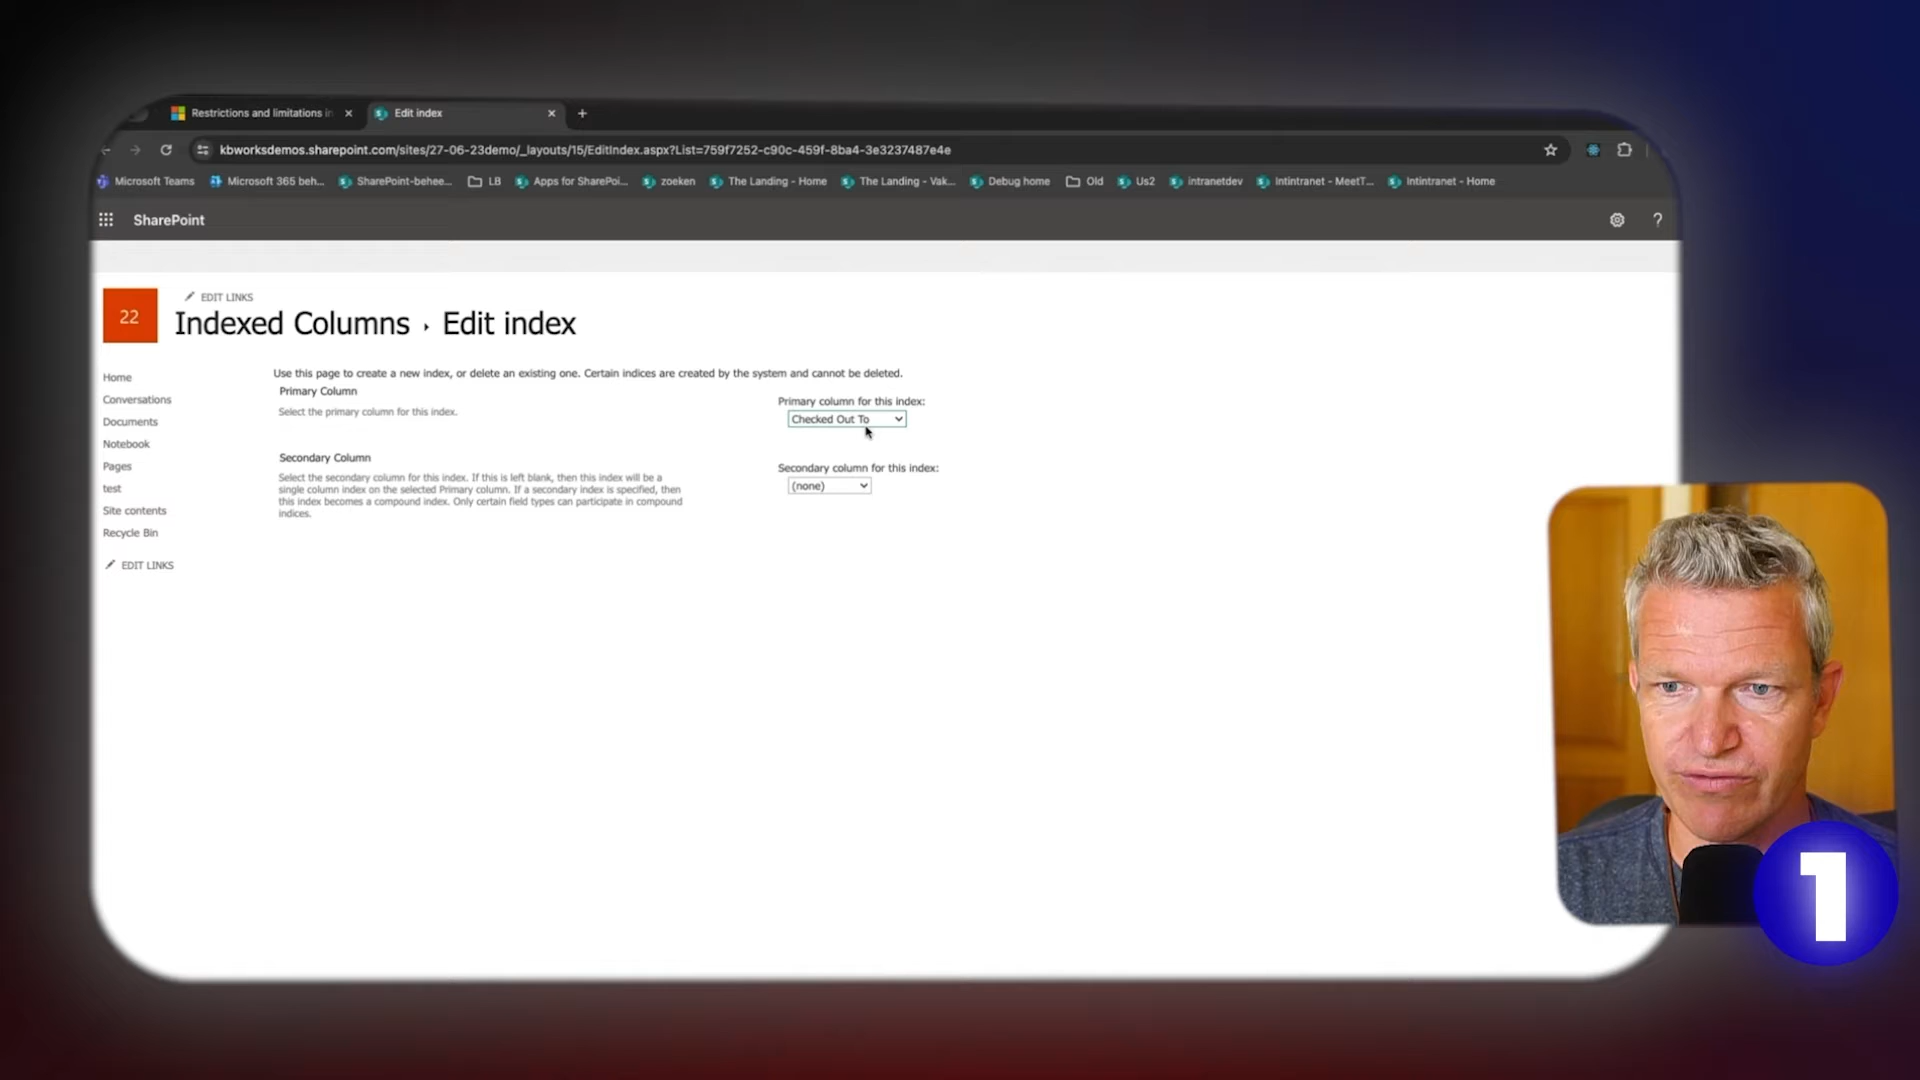 Restrictions and limitations in
Edit index
kbworksdemos.sharepoint.com/sites/27-06-23demo/_layouts/15/EditIndex.aspx?List=759f7252-c90c-459f-8ba4-3e3237487e4e
Microsoft Teams
Microsoft 365 beh...
SharePoint-behee...
LB
Apps for SharePoi...
zoeken
The Landing - Home
The Landing - Vak...
Debug home
Old
Us2
intranetdev
Intintranet - MeetT...
Intintranet - Home
SharePoint
?
22
EDIT LINKS
Indexed Columns › Edit index
Home
Conversations
Documents
Notebook
Pages
test
Site contents
Recycle Bin
EDIT LINKS
Use this page to create a new index, or delete an existing one. Certain indices are created by the system and cannot be deleted.
Primary Column
Select the primary column for this index.
Primary column for this index:
Checked Out To
Secondary Column
Select the secondary column for this index. If this is left blank, then this index will be
a single column index on the selected Primary column. If a secondary index is specified, then
this index becomes a compound index. Only certain field types can participate in compound
indices.
Secondary column for this index:
(none)
1